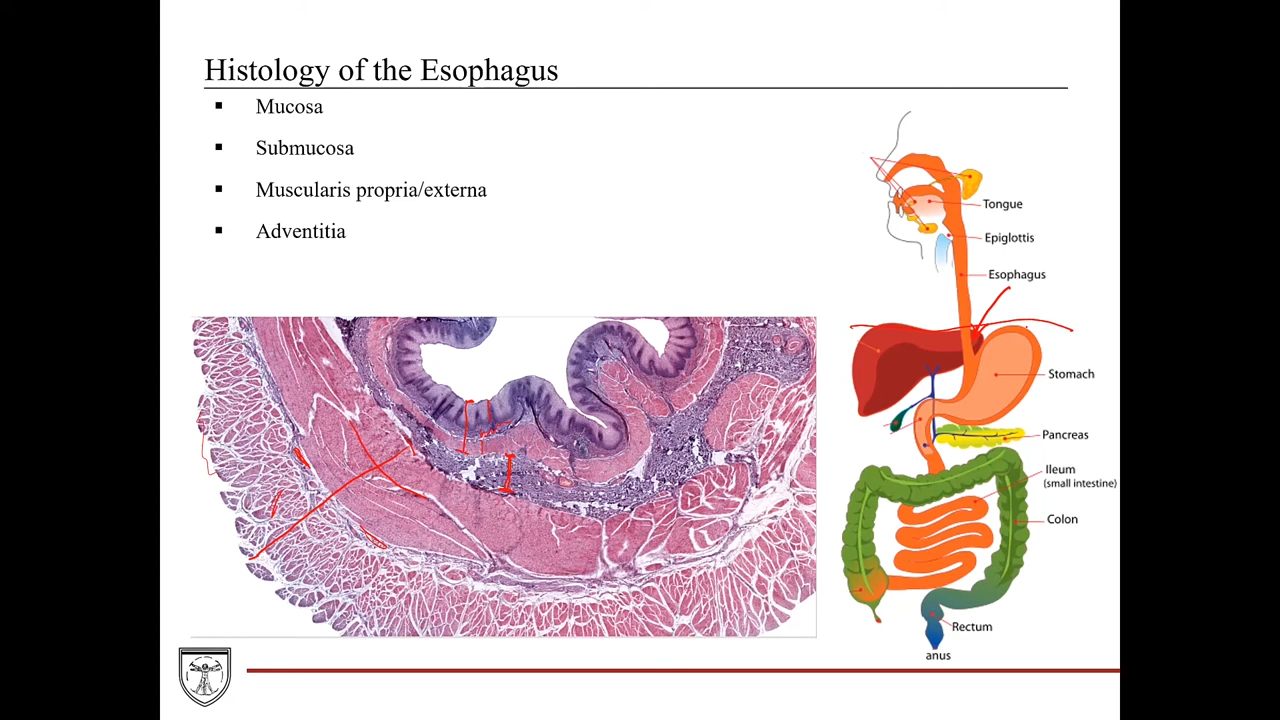 Histology of the Esophagus
Mucosa
Submucosa
Muscularis propria/externa
Adventitia
Tongue
Epiglottis
Esophagus
Stomach
Pancreas
Ileum
(small intestine)
Colon
Rectum
anus